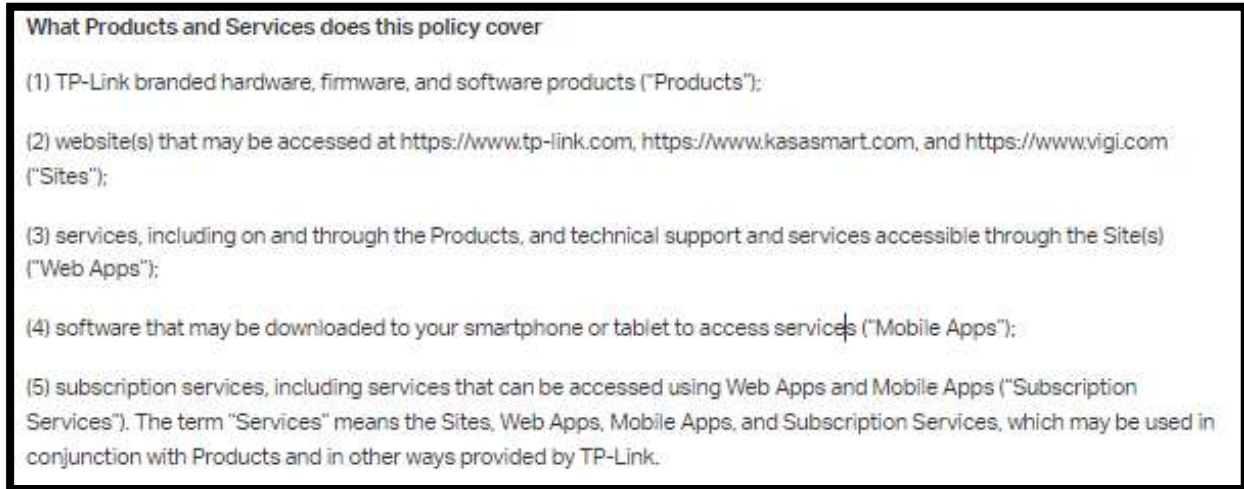 What Products and Services does this policy cover
(1) TP-Link branded hardware, firmware, and software products ("Products");
(2) website(s) that may be accessed at https://www.tp-link.com, https://www.kasasmart.com, and https://www.vigi.com
("Sites");
(3) services, including on and through the Products, and technical support and services accessible through the Site(s)
("Web Apps");
(4) software that may be downloaded to your smartphone or tablet to access services ("Mobile Apps");
(5) subscription services, including services that can be accessed using Web Apps and Mobile Apps ("Subscription
Services"). The term "Services" means the Sites, Web Apps, Mobile Apps, and Subscription Services, which may be used in
conjunction with Products and in other ways provided by TP-Link.